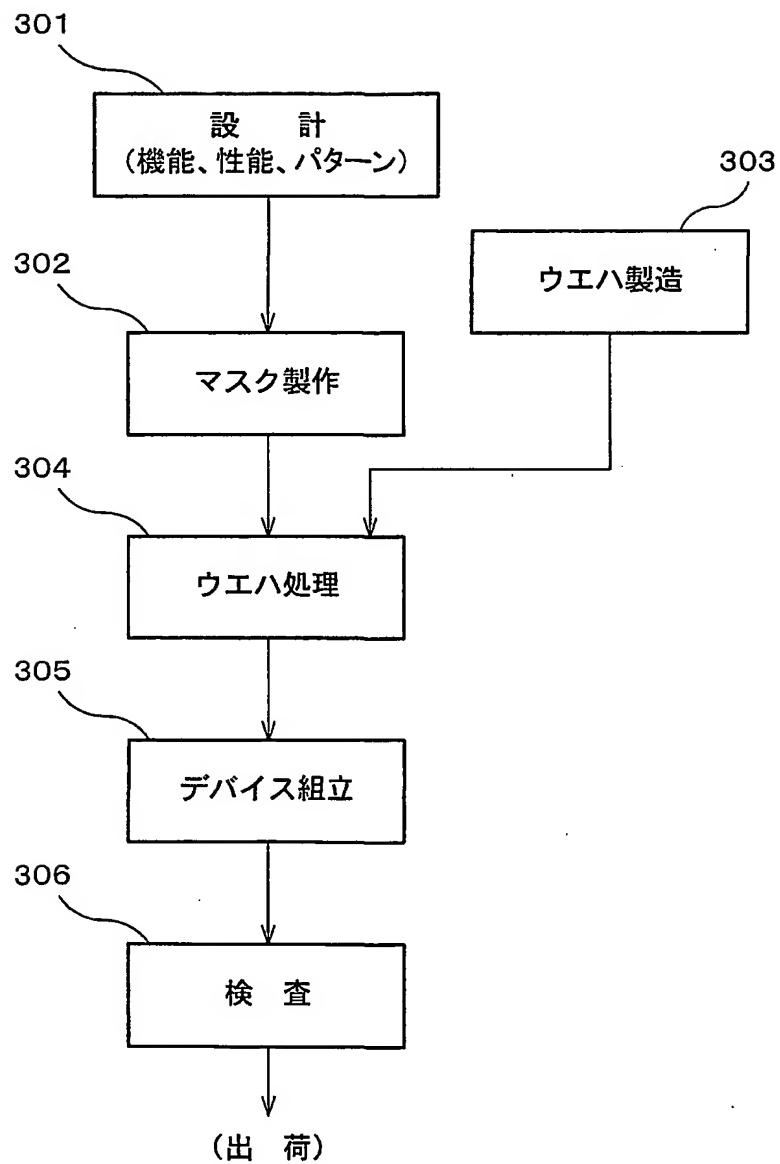 301
設　　計
（機能、性能、パターン）
303
ウエハ製造
302
マスク製作
304
ウエハ処理
305
デバイス組立
306
検　査
（出　荷）